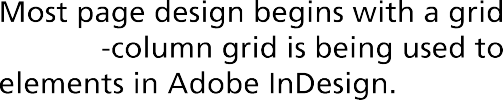 Most page design begins with a grid
-column grid is being used to
elements in Adobe InDesign.